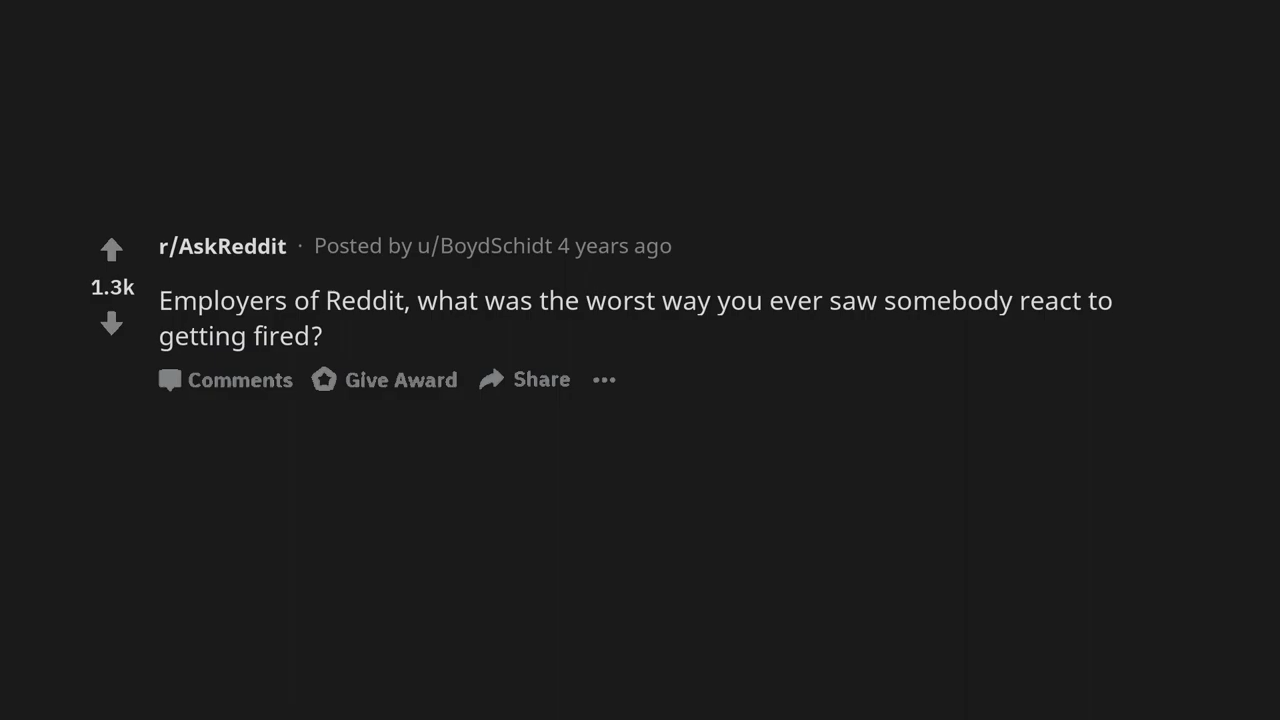 r/AskReddit · Posted by u/BoydSchidt 4 years ago
1.3k
Employers of Reddit, what was the worst way you ever saw somebody react to
getting fired?
Comments Give Award Share ...